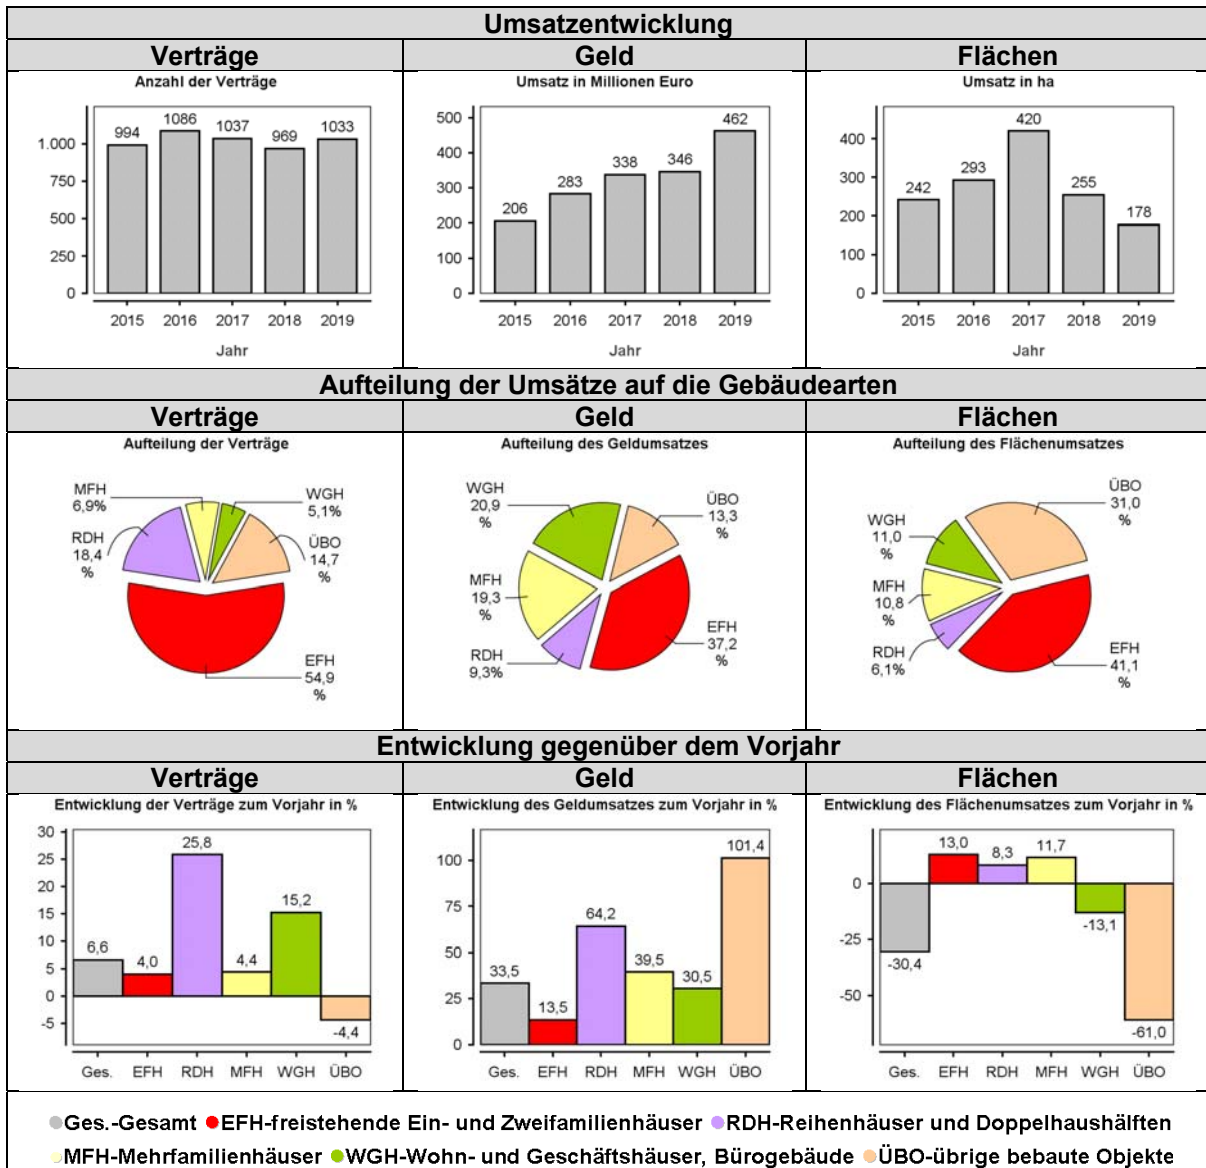 Umsatzentwicklung
Verträge Geld Flächen
Anzahl der Verträge
1.000
750
500
250
0
994 1086 1037 969 1033
2015 2016 2017 2018 2019
Jahr
Umsatz in Millionen Euro
500
400
300
200
100
0
206 283 338 346 462
2015 2016 2017 2018 2019
Jahr
Umsatz in ha
400
300
200
100
0
242 293 420 255 178
2015 2016 2017 2018 2019
Jahr
Aufteilung der Umsätze auf die Gebäudearten
Verträge Geld Flächen
Aufteilung der Verträge
MFH
6,9%
WGH
5,1%
RDH
18,4
%
ÜBO
14,7
%
EFH
54,9
%
Aufteilung des Geldumsatzes
WGH
20,9
%
ÜBO
13,3
%
MFH
19,3
%
RDH
9,3%
EFH
37,2
%
Aufteilung des Flächenumsatzes
ÜBO
31,0
%
WGH
11,0
%
MFH
10,8
%
RDH
6,1%
EFH
41,1
%
Entwicklung gegenüber dem Vorjahr
Verträge Geld Flächen
Entwicklung der Verträge zum Vorjahr in %
30
25
20
15
10
5
0
-5
6,6 4,0 25,8 4,4 15,2 -4,4
Ges. EFH RDH MFH WGH ÜBO
Entwicklung des Geldumsatzes zum Vorjahr in %
100
75
50
25
0
33,5 13,5 64,2 39,5 30,5 101,4
Ges. EFH RDH MFH WGH ÜBO
Entwicklung des Flächenumsatzes zum Vorjahr in %
0
-25
-50
-30,4 13,0 8,3 11,7 -13,1 -61,0
Ges. EFH RDH MFH WGH ÜBO
Ges.-Gesamt EFH-freistehende Ein- und Zweifamilienhäuser RDH-Reihenhäuser und Doppelhaushälften
MFH-Mehrfamilienhäuser WGH-Wohn- und Geschäftshäuser, Bürogebäude ÜBO-übrige bebaute Objekte